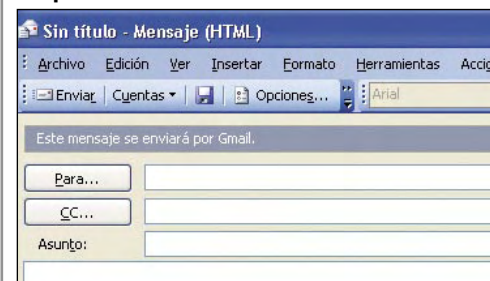 Sin título - Mensaje (HTML)
Archivo Edición Ver Insertar Formato Herramientas
Enviar Cuentas Opciones... Arial
Este mensaje se enviará por Gmail.
Para...
CC...
Asunto: